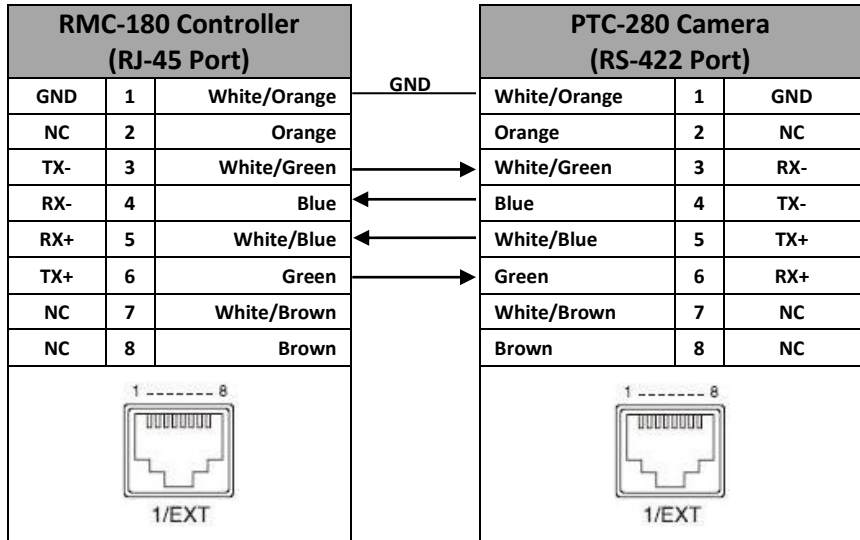 RMC-180 Controller
(RJ-45 Port)
PTC-280 Camera
(RS-422 Port)
GND 1 White/Orange GND White/Orange 1 GND
NC 2 Orange Orange 2 NC
TX- 3 White/Green White/Green 3 RX-
RX- 4 Blue Blue 4 TX-
RX+ 5 White/Blue White/Blue 5 TX+
TX+ 6 Green Green 6 RX+
NC 7 White/Brown White/Brown 7 NC
NC 8 Brown Brown 8 NC
1 -------- 8 1 -------- 8
1/EXT 1/EXT